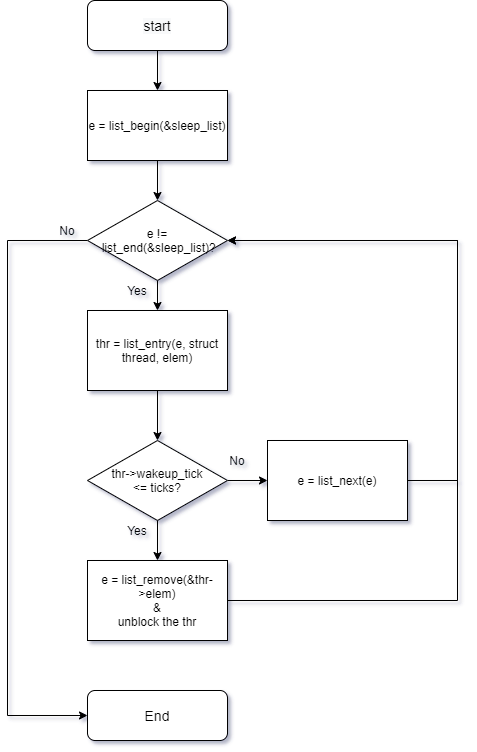 start
e = list_begin(&sleep_list)
e !=
list_end(&sleep_list)?
No
Yes
thr = list_entry(e, struct
thread, elem)
thr->wakeup_tick
<= ticks?
No
e = list_next(e)
Yes
e = list_remove(&thr-
>elem)
&
unblock the thr
End